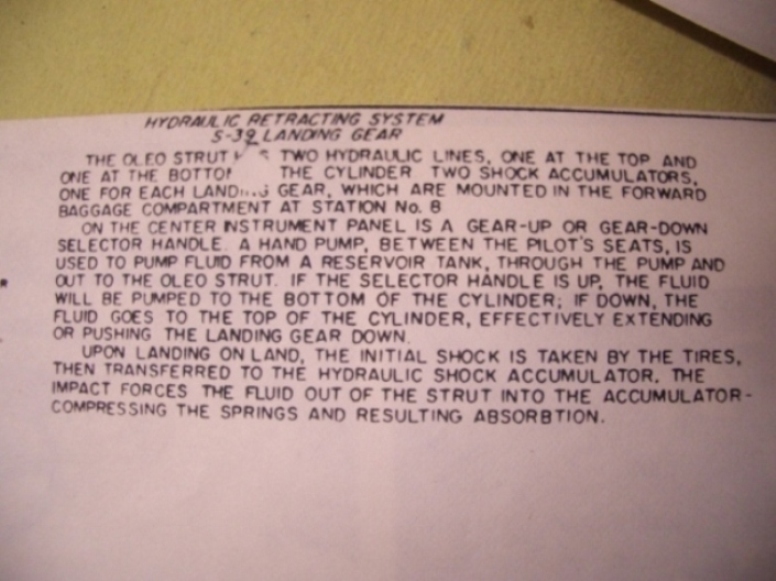 HYDRAULIC RETRACTING SYSTEM
S-39 LANDING GEAR
THE OLEO STRUT TWO HYDRAULIC LINES, ONE AT THE TOP AND
ONE AT THE THE CYLINDER TWO SHOCK ACCUMULATORS,
ONE FOR EACH GEAR, WHICH ARE MOUNTED IN THE FORWARD
BAGGAGE COMPARTMENT AT STATION No. 8
ON THE CENTER INSTRUMENT PANEL IS A GEAR-UP OR GEAR-DOWN
SELECTOR HANDLE. A HAND PUMP, BETWEEN THE PILOT'S SEATS, IS
USED TO PUMP FLUID FROM A RESERVOIR TANK, THROUGH THE PUMP AND
OUT TO THE OLEO STRUT. IF THE SELECTOR HANDLE IS UP, THE FLUID
WILL BE PUMPED TO THE BOTTOM OF THE CYLINDER; IF DOWN, THE
FLUID GOES TO THE TOP OF THE CYLINDER, EFFECTIVELY EXTENDING
OR PUSHING THE LANDING GEAR DOWN.
UPON LANDING ON LAND, THE INITIAL SHOCK IS TAKEN BY THE TIRES,
THEN TRANSFERRED TO THE HYDRAULIC SHOCK ACCUMULATOR. THE
IMPACT FORCES THE FLUID OUT OF THE STRUT INTO THE ACCUMULATOR-
COMPRESSING THE SPRINGS AND RESULTING ABSORBTION.